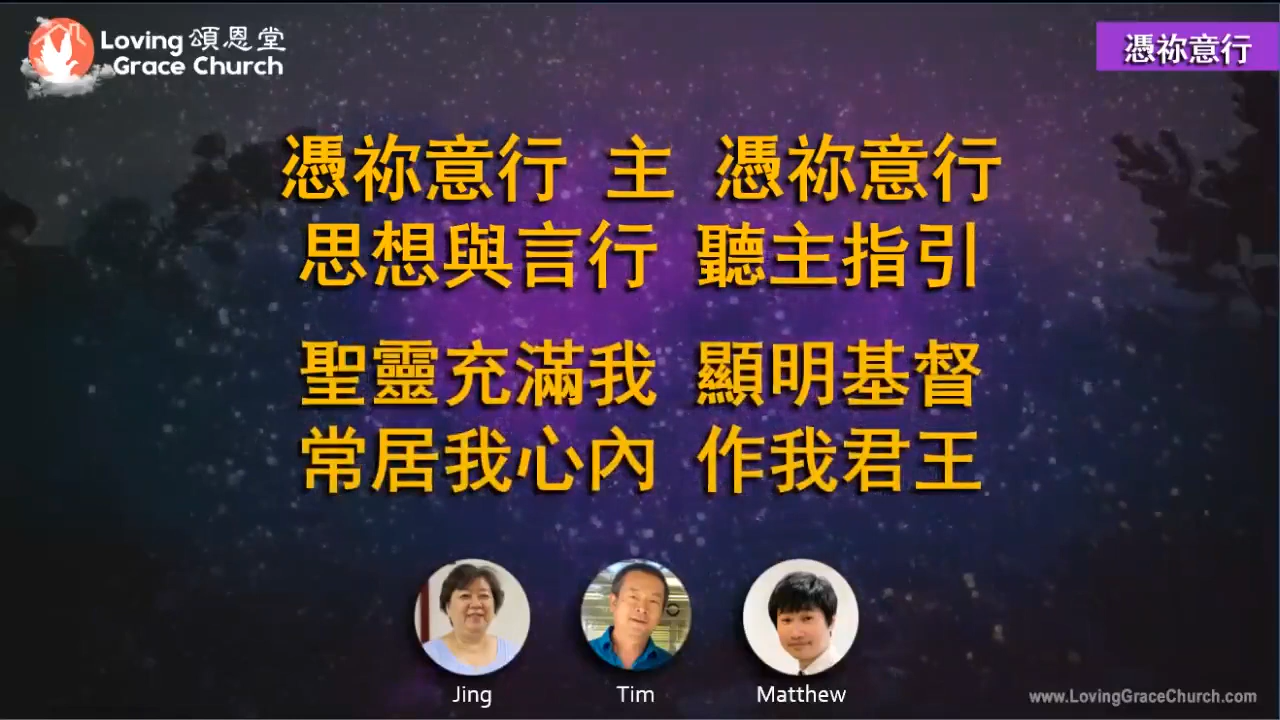 Loving 頌恩堂
Grace Church
憑祢意行
憑祢意行 主 憑祢意行
思想與言行 聽主指引
聖靈充滿我 顯明基督
常居我心內 作我君王
Jing
Tim
Matthew
www.LovingGraceChurch.com